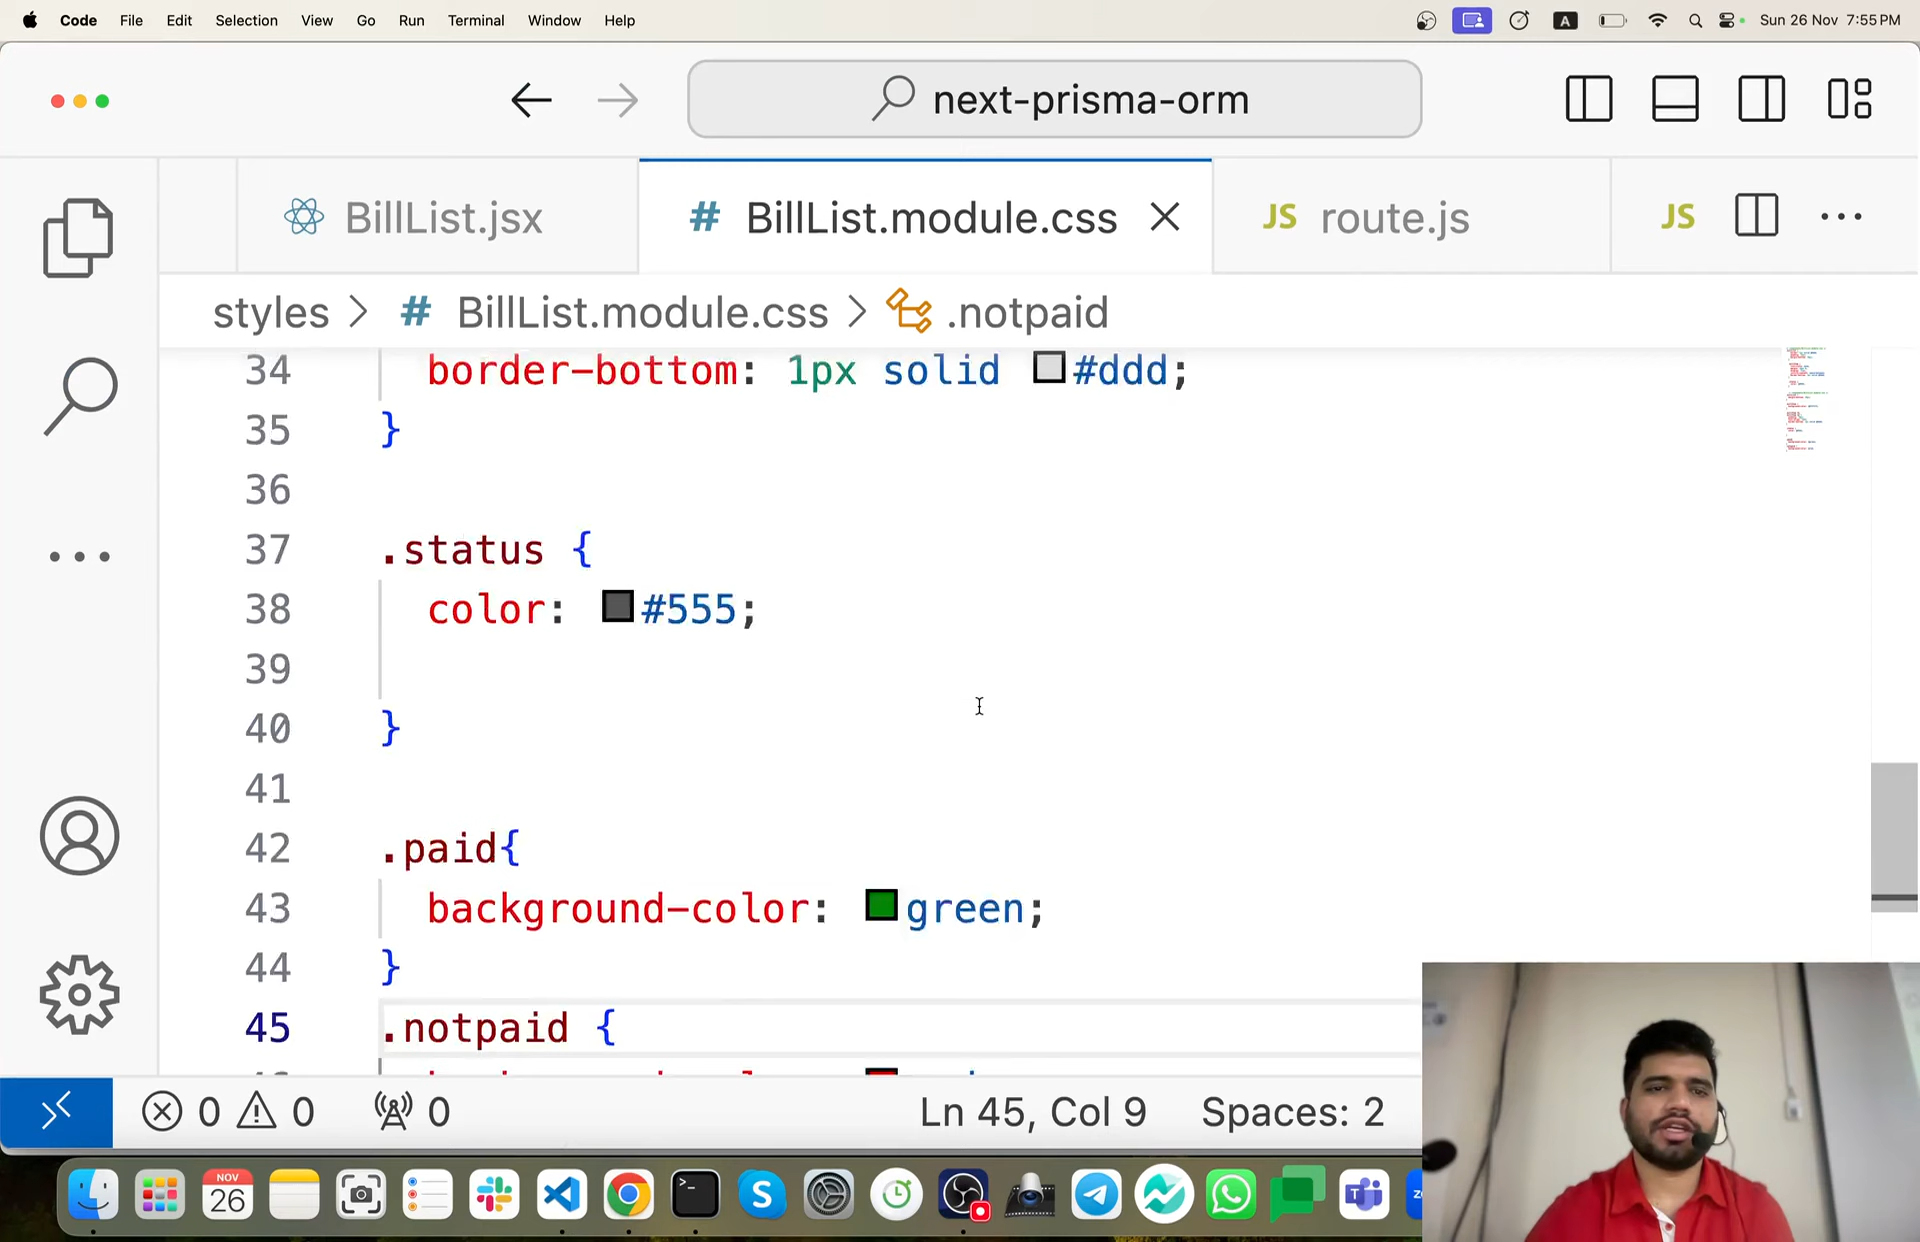 Code File Edit Selection View Go Run Terminal Window Help A Sun 26 Nov 7:55 PM
next-prisma-orm
BillList.jsx # BillList.module.css JS route.js JS
styles > # BillList.module.css > .notpaid
34 border-bottom: 1px solid #ddd;
35 }
36
37 .status {
38 color: #555;
39
40 }
41
42 .paid{
43 background-color: green;
44 }
45 .notpaid {
0 0 0 Ln 45, Col 9 Spaces: 2
NOV
26